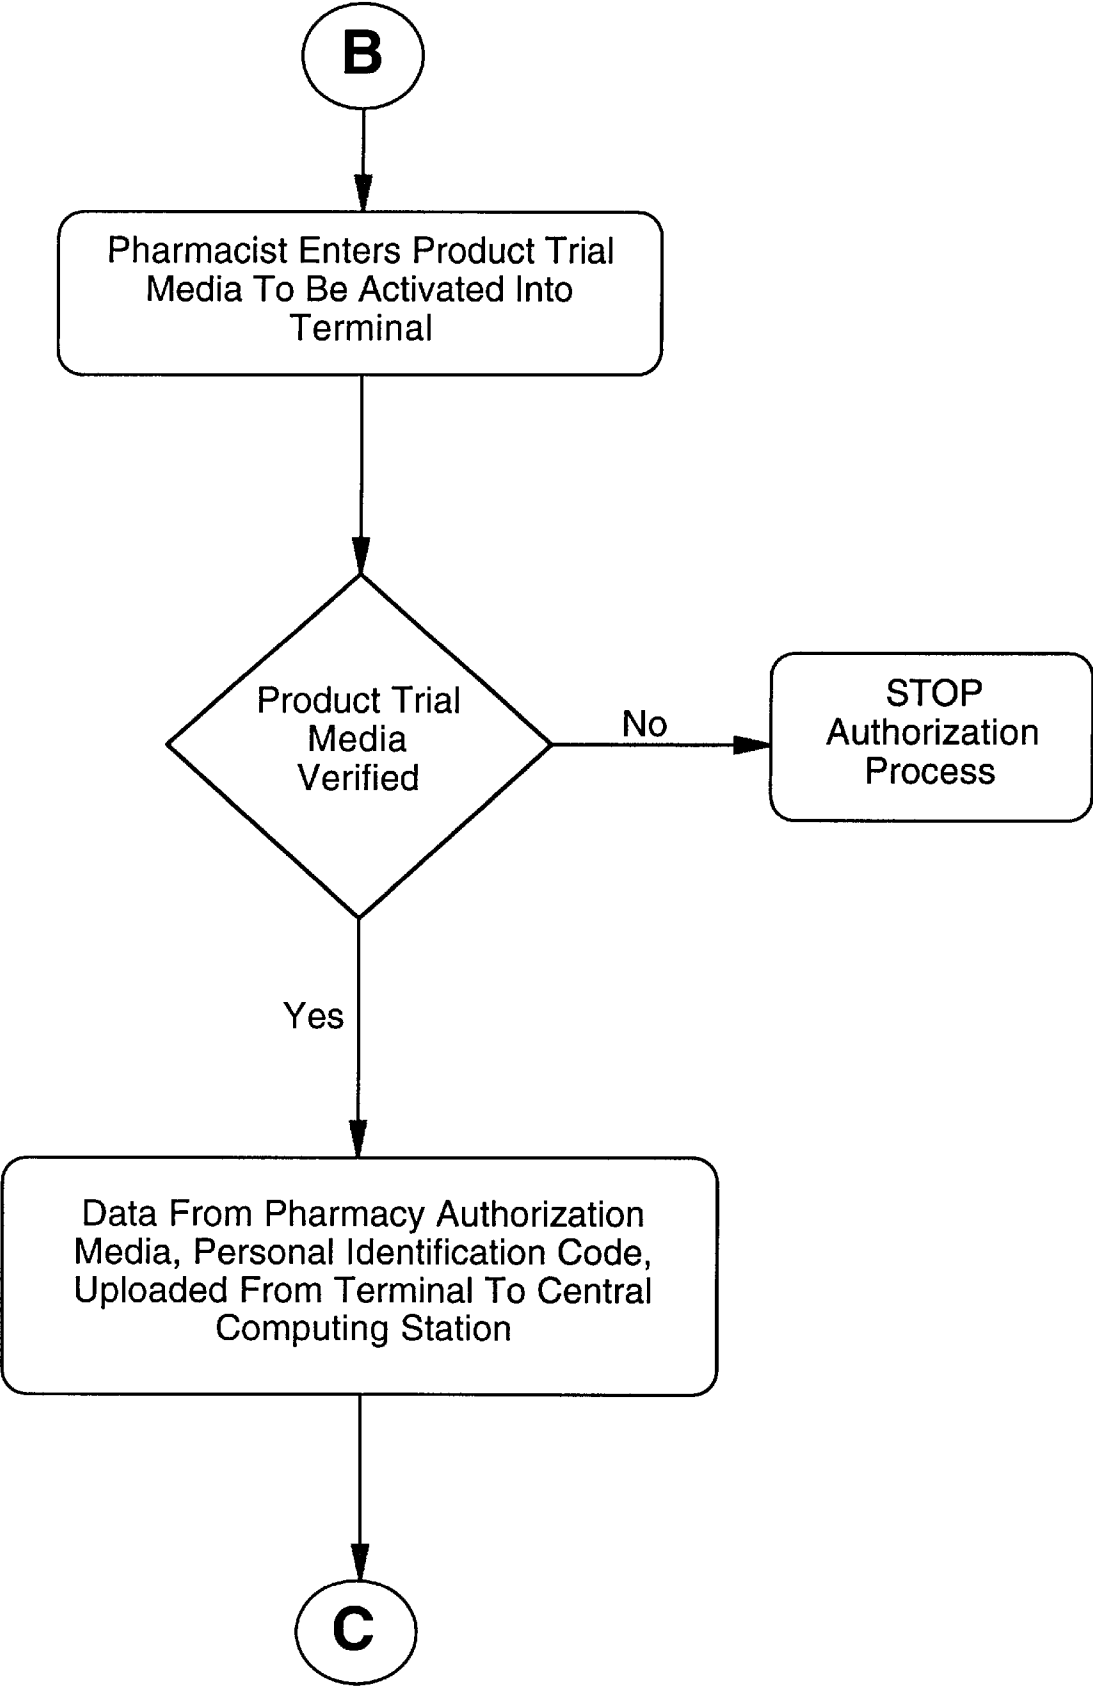 B
Pharmacist Enters Product Trial
Media To Be Activated Into
Terminal
Product Trial
Media
Verified
No
STOP
Authorization
Process
Yes
Data From Pharmacy Authorization
Media, Personal Identification Code,
Uploaded From Terminal To Central
Computing Station
C